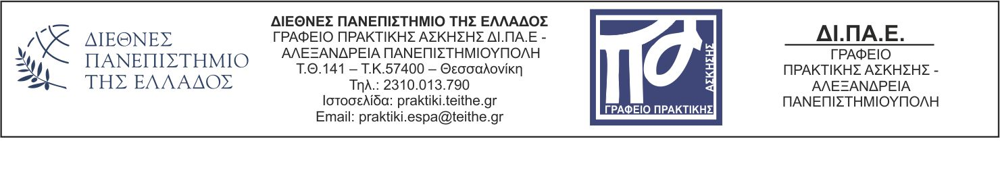 ΔΙΕΘΝΕΣ
ΠΑΝΕΠΙΣΤΗΜΙΟ
ΤΗΣ ΕΛΛΑΔΟΣ
ΔΙΕΘΝΕΣ ΠΑΝΕΠΙΣΤΗΜΙΟ ΤΗΣ ΕΛΛΑΔΟΣ
ΓΡΑΦΕΙΟ ΠΡΑΚΤΙΚΗΣ ΑΣΚΗΣΗΣ ΔΙ.ΠΑ.Ε -
ΑΛΕΞΑΝΔΡΕΙΑ ΠΑΝΕΠΙΣΤΗΜΙΟΥΠΟΛΗ
Τ.Θ.141 – Τ.Κ.57400 – Θεσσαλονίκη
Τηλ.: 2310.013.790
Ιστοσελίδα: praktiki.teithe.gr
Email: praktiki.espa@teithe.gr
πα
ΑΣΚΗΣΗΣ
ΓΡΑΦΕΙΟ ΠΡΑΚΤΙΚΗΣ
ΔΙ.ΠΑ.Ε.
ΓΡΑΦΕΙΟ
ΠΡΑΚΤΙΚΗΣ ΑΣΚΗΣΗΣ -
ΑΛΕΞΑΝΔΡΕΙΑ
ΠΑΝΕΠΙΣΤΗΜΙΟΥΠΟΛΗ